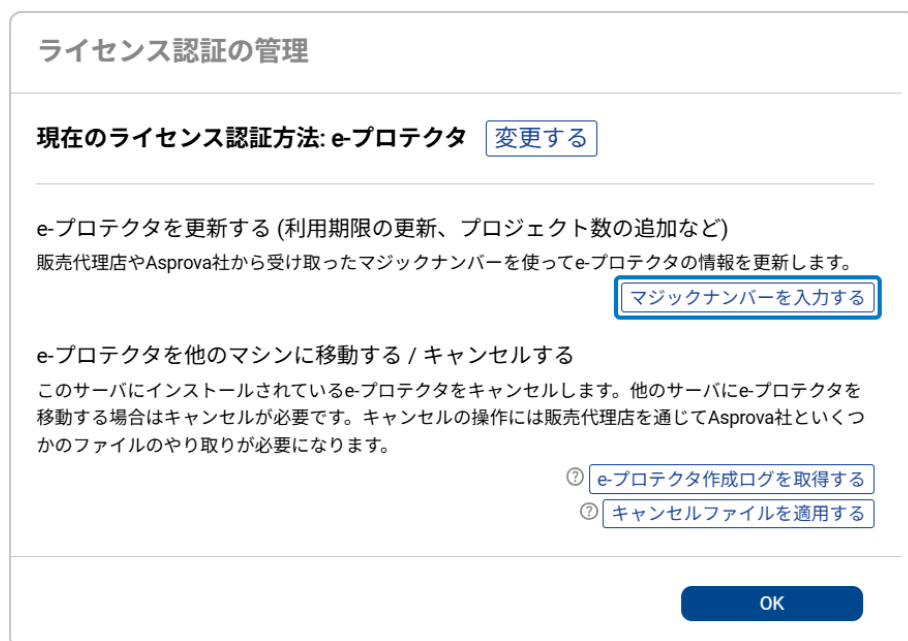 ライセンス認証の管理
現在のライセンス認証方法: e-プロテクタ 変更する
e-プロテクタを更新する (利用期限の更新、プロジェクト数の追加など)
販売代理店やAsprova社から受け取ったマジックナンバーを使ってe-プロテクタの情報を更新します。
マジックナンバーを入力する
e-プロテクタを他のマシンに移動する / キャンセルする
このサーバにインストールされているe-プロテクタをキャンセルします。他のサーバにe-プロテクタを
移動する場合はキャンセルが必要です。キャンセルの操作には販売代理店を通じてAsprova社といくつ
かのファイルのやり取りが必要になります。
? e-プロテクタ作成ログを取得する
? キャンセルファイルを適用する
OK